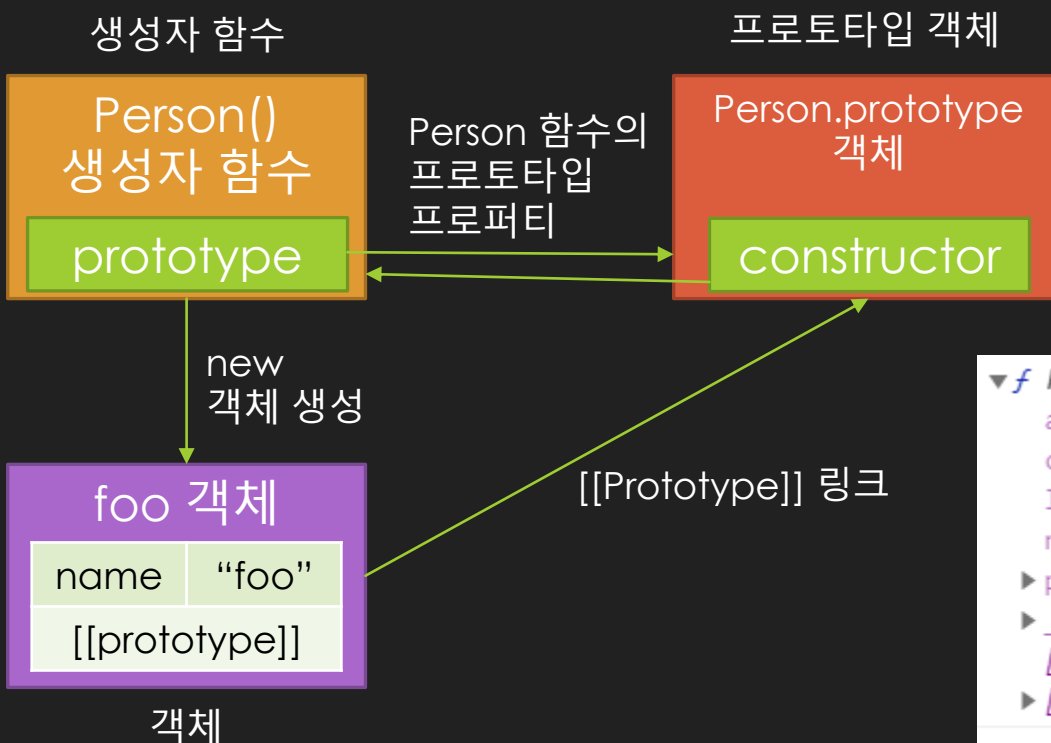 생성자 함수
프로토타입 객체
Person()
생성자 함수
prototype
Person 함수의
프로토타입
프로퍼티
Person.prototype
객체
constructor
new
객체 생성
[[Prototype]] 링크
foo 객체
name “foo”
[[prototype]]
객체
f